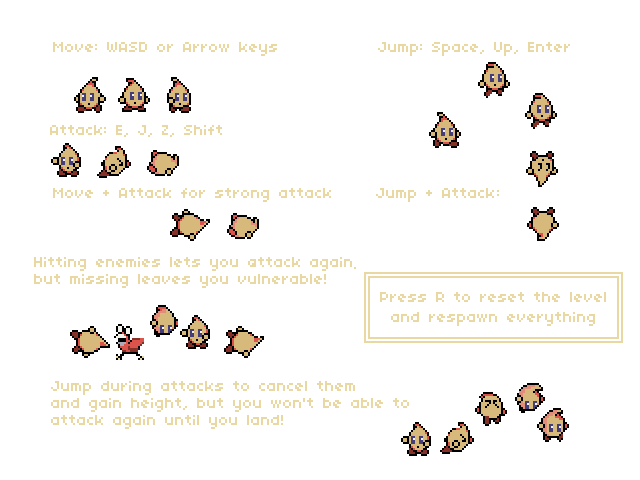 Move: WASD or Arrow keys
Jump: Space, Up, Enter
Attack: E, J, Z, Shift
Move + Attack for strong attack
Jump + Attack:
Hitting enemies lets you attack again,
but missing leaves you vulnerable!
Press R to reset the level
and respawn everything
Jump during attacks to cancel them
and gain height, but you won't be able to
attack again until you land!